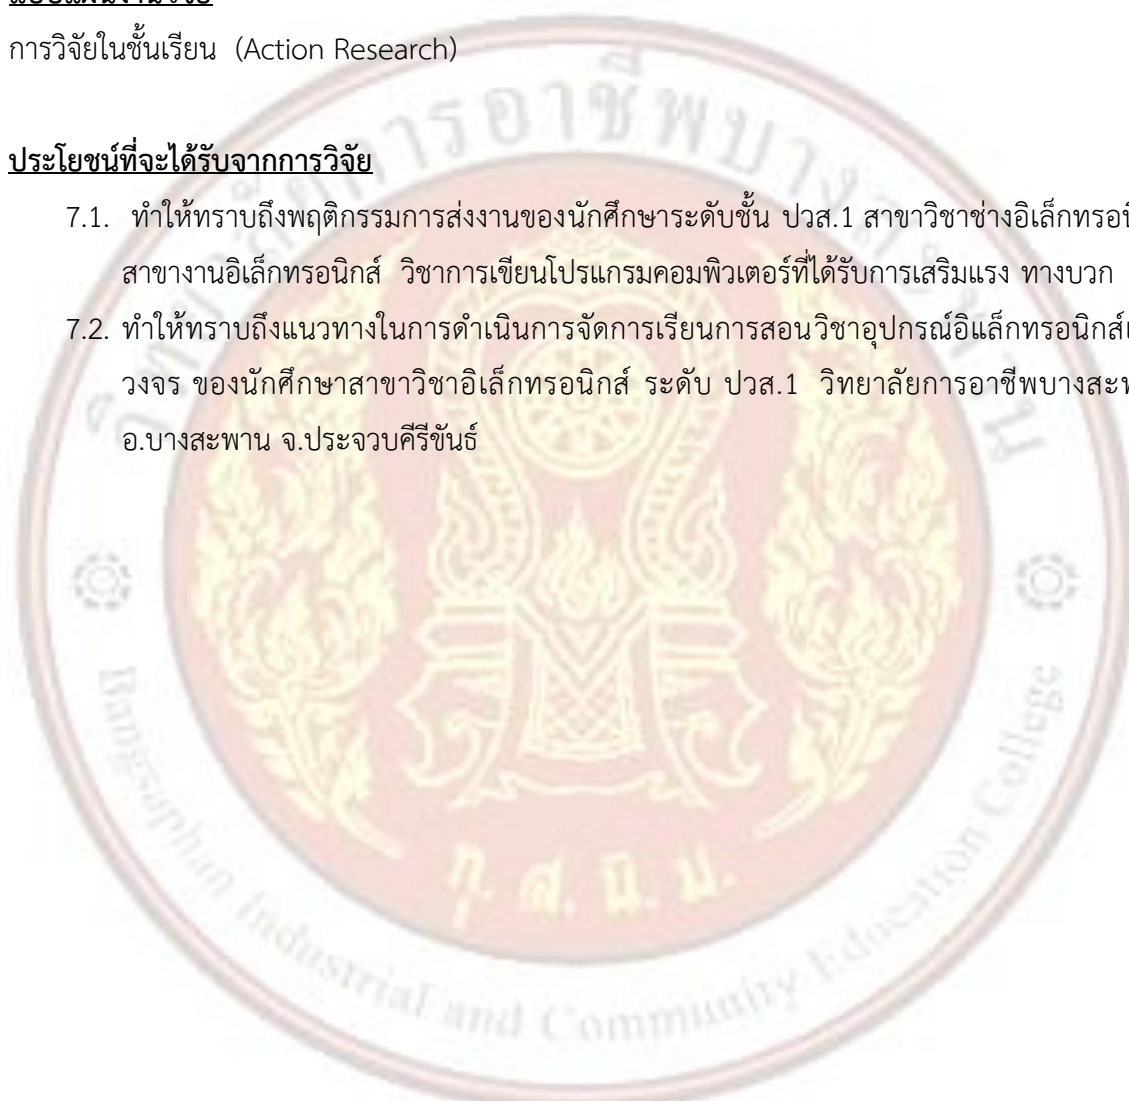 การวิจัยในชั้นเรียน (Action Research)
ประโยชน์ที่จะได้รับจากการวิจัย
7.1. ทำให้ทราบถึงพฤติกรรมการส่งงานของนักศึกษาระดับชั้น ปวส.1 สาขาวิชาช่าง
สาขางานอิเล็กทรอนิกส์ วิชาการเขียนโปรแกรมคอมพิวเตอร์ที่ได้รับการเสริมแรง ทางบวก
7.2. ทำให้ทราบถึงแนวทางในการดำเนินการจัดการเรียนการสอนวิชาอุปกรณ์อิแล็กทรอนิกส์
วงจร ของนักศึกษาสาขาวิชาอิเล็กทรอนิกส์ ระดับ ปวส.1 วิทยาลัยการอาชีพ
อ.บางสะพาน จ.ประจวบคีรีขันธ์
วิทยาลัยการอาชีพบางสะพาน
ก. ส. นิ. ม.
Bangsaphan Industrial and Community Education College